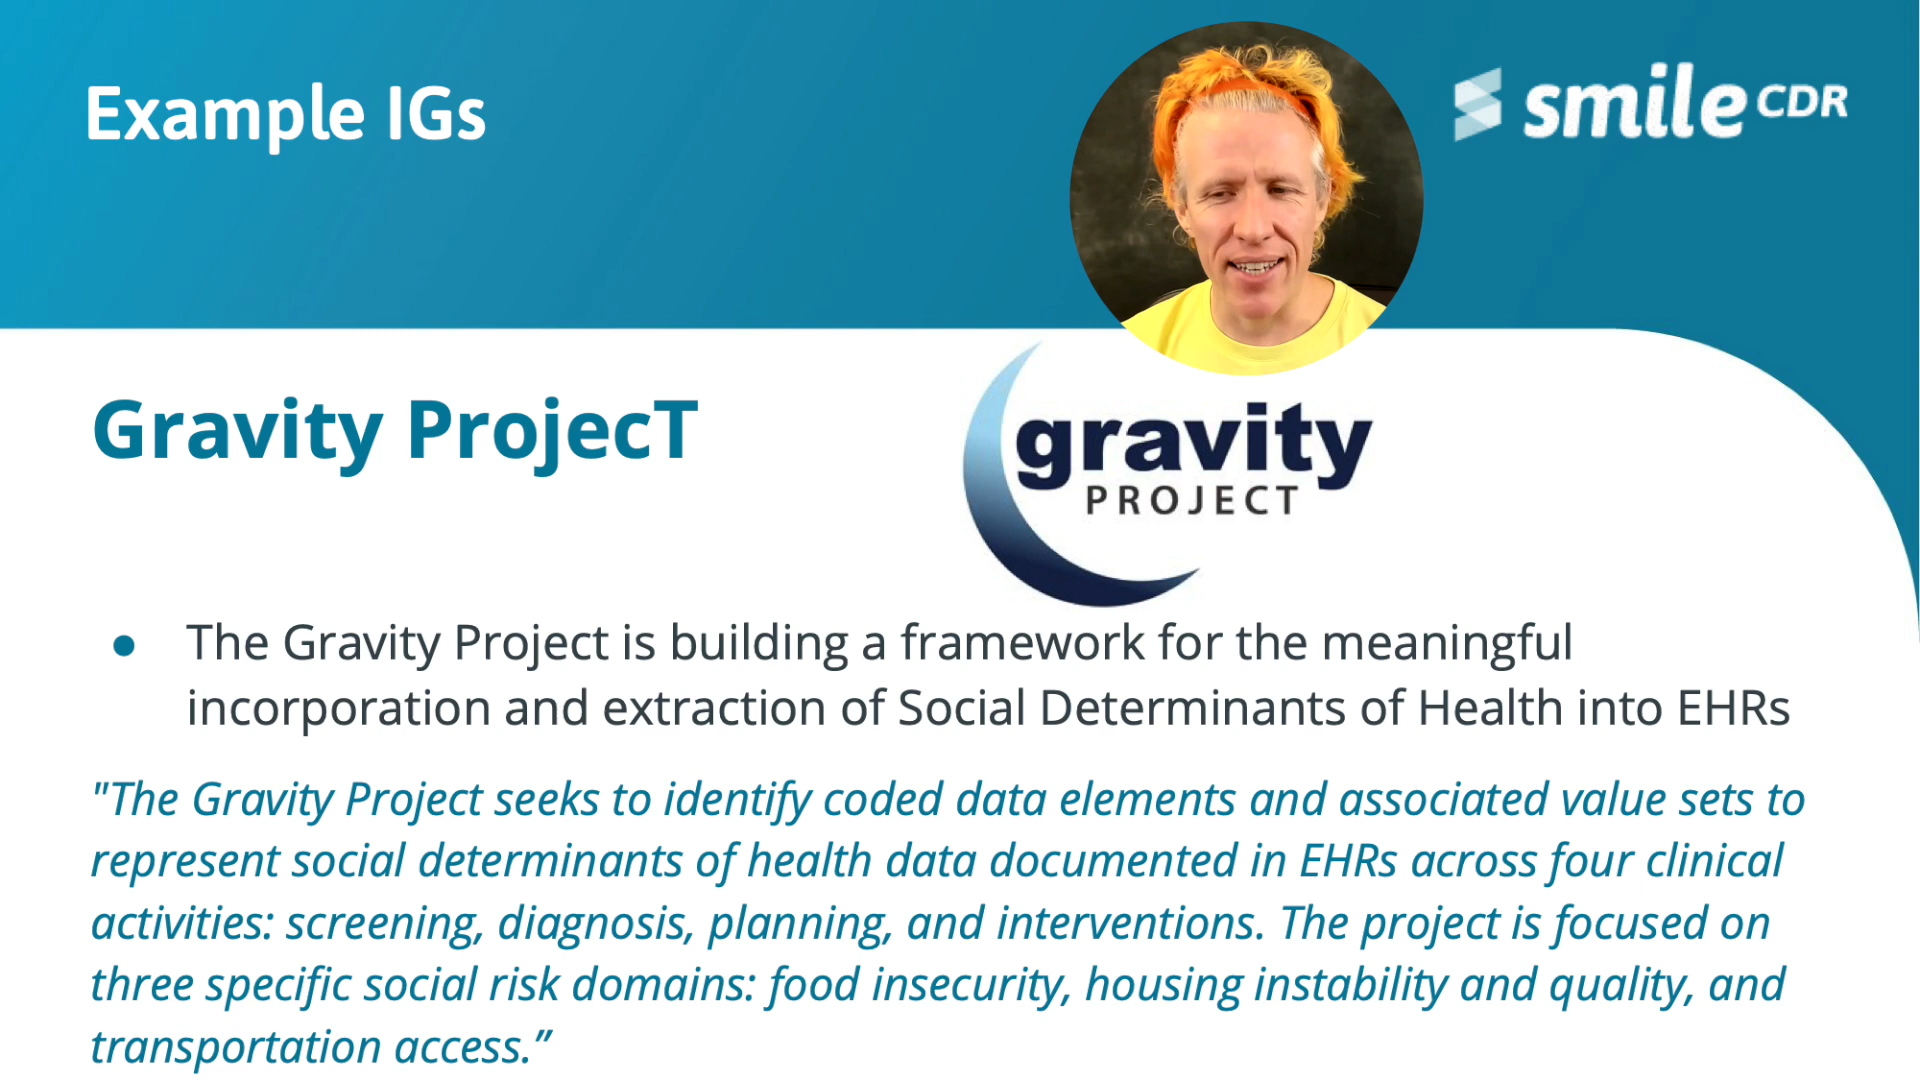 Example IGs
smile CDR
Gravity ProjecT
gravity
PROJECT
● The Gravity Project is building a framework for the meaningful
incorporation and extraction of Social Determinants of Health into EHRs
"The Gravity Project seeks to identify coded data elements and associated value sets to
represent social determinants of health data documented in EHRs across four clinical
activities: screening, diagnosis, planning, and interventions. The project is focused on
three specific social risk domains: food insecurity, housing instability and quality, and
transportation access.”